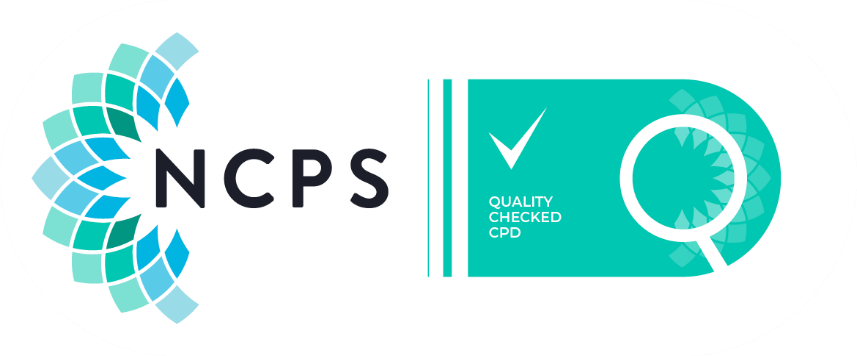 NCPS
QUALITY
CHECKED
CPD